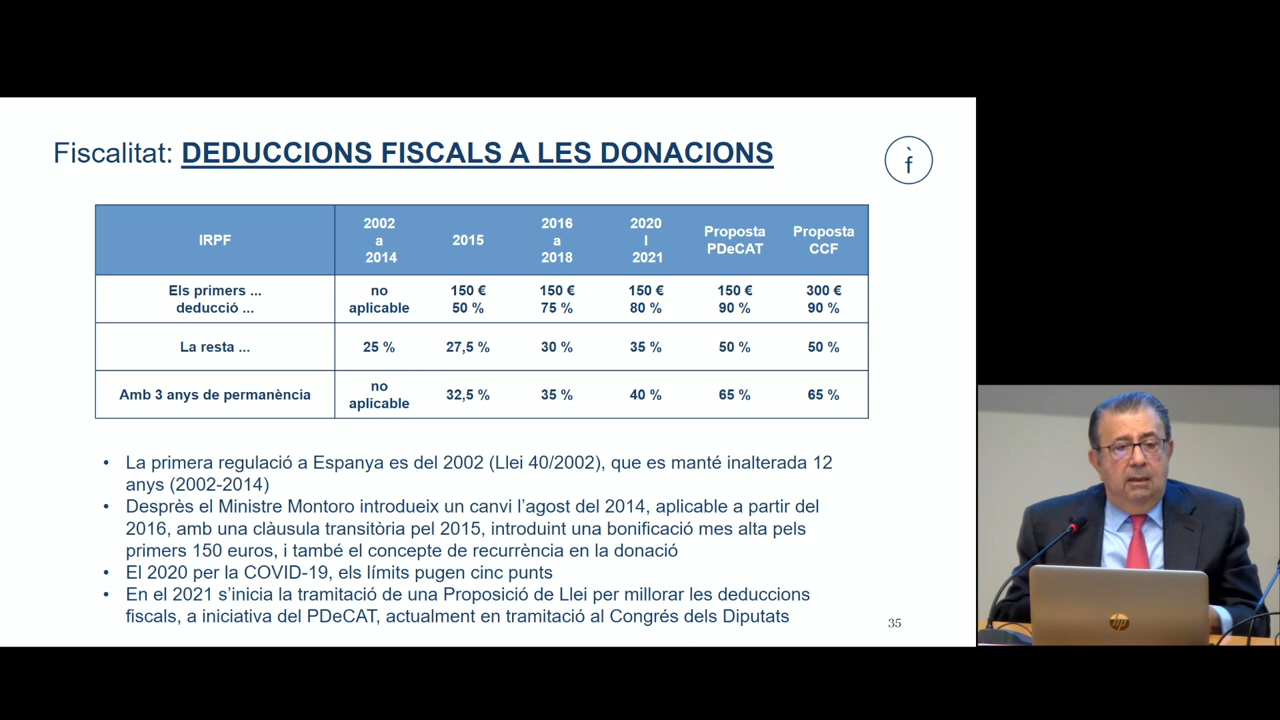 Fiscalitat: DEDUCCIONS FISCALS A LES DONACIONS
f̀
IRPF
2002
a
2014
2015
2016
a
2018
2020
I
2021
Proposta
PDeCAT
Proposta
CCF
Els primers ...
deducció ...
no
aplicable
150 €
50 %
150 €
75 %
150 €
80 %
150 €
90 %
300 €
90 %
La resta ...
25 %
27,5 %
30 %
35 %
50 %
50 %
Amb 3 anys de permanència
no
aplicable
32,5 %
35 %
40 %
65 %
65 %
• La primera regulació a Espanya es del 2002 (Llei 40/2002), que es manté inalterada 12
anys (2002-2014)
• Desprès el Ministre Montoro introdueix un canvi l’agost del 2014, aplicable a partir del
2016, amb una clàusula transitòria pel 2015, introduint una bonificació mes alta pels
primers 150 euros, i també el concepte de recurrència en la donació
• El 2020 per la COVID-19, els límits pugen cinc punts
• En el 2021 s’inicia la tramitació de una Proposició de Llei per millorar les deduccions
fiscals, a iniciativa del PDeCAT, actualment en tramitació al Congrés dels Diputats
35
hp